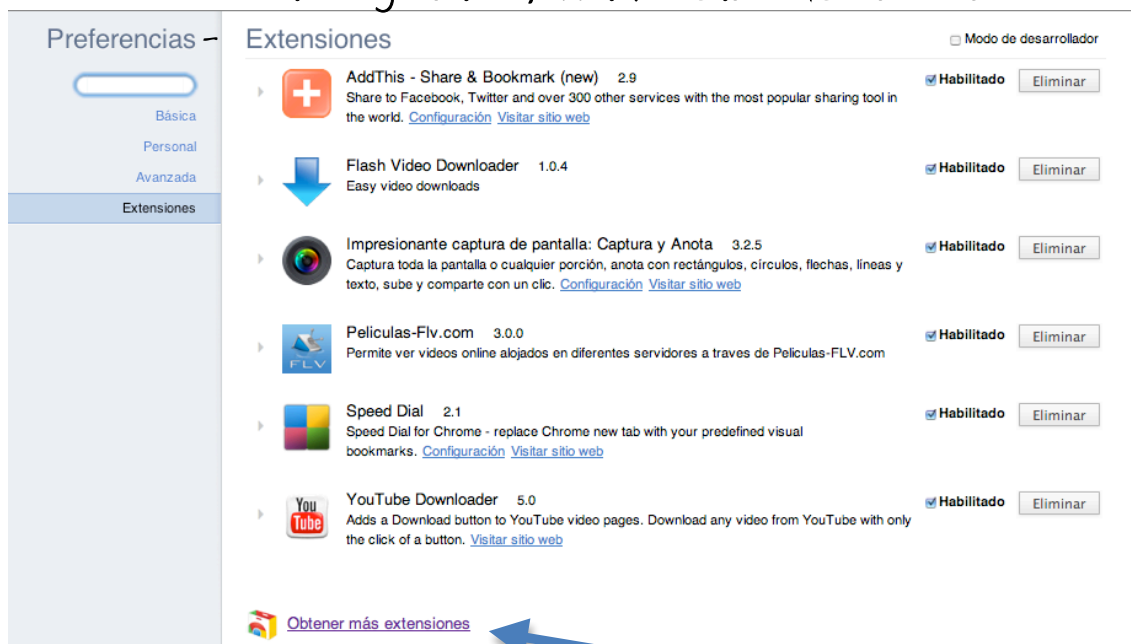 Preferencias
Extensiones
Modo de desarrollador
AddThis - Share & Bookmark (new) 2.9
Habilitado
Eliminar
Share to Facebook, Twitter and over 300 other services with the most popular sharing tool in
the world. Configuración Visitar sitio web
Básica
Personal
Avanzada
Extensiones
Flash Video Downloader 1.0.4
Habilitado
Eliminar
Easy video downloads
Impresionante captura de pantalla: Captura y Anota 3.2.5
Habilitado
Eliminar
Captura toda la pantalla o cualquier porción, anota con rectángulos, círculos, flechas, líneas y
texto, sube y comparte con un clic. Configuración Visitar sitio web
FLV
Peliculas-Flv.com 3.0.0
Habilitado
Eliminar
Permite ver videos online alojados en diferentes servidores a traves de Peliculas-FLV.com
Speed Dial 2.1
Habilitado
Eliminar
Speed Dial for Chrome - replace Chrome new tab with your predefined visual
bookmarks. Configuración Visitar sitio web
You
Tube
YouTube Downloader 5.0
Habilitado
Eliminar
Adds a Download button to YouTube video pages. Download any video from YouTube with only
the click of a button. Visitar sitio web
Obtener más extensiones